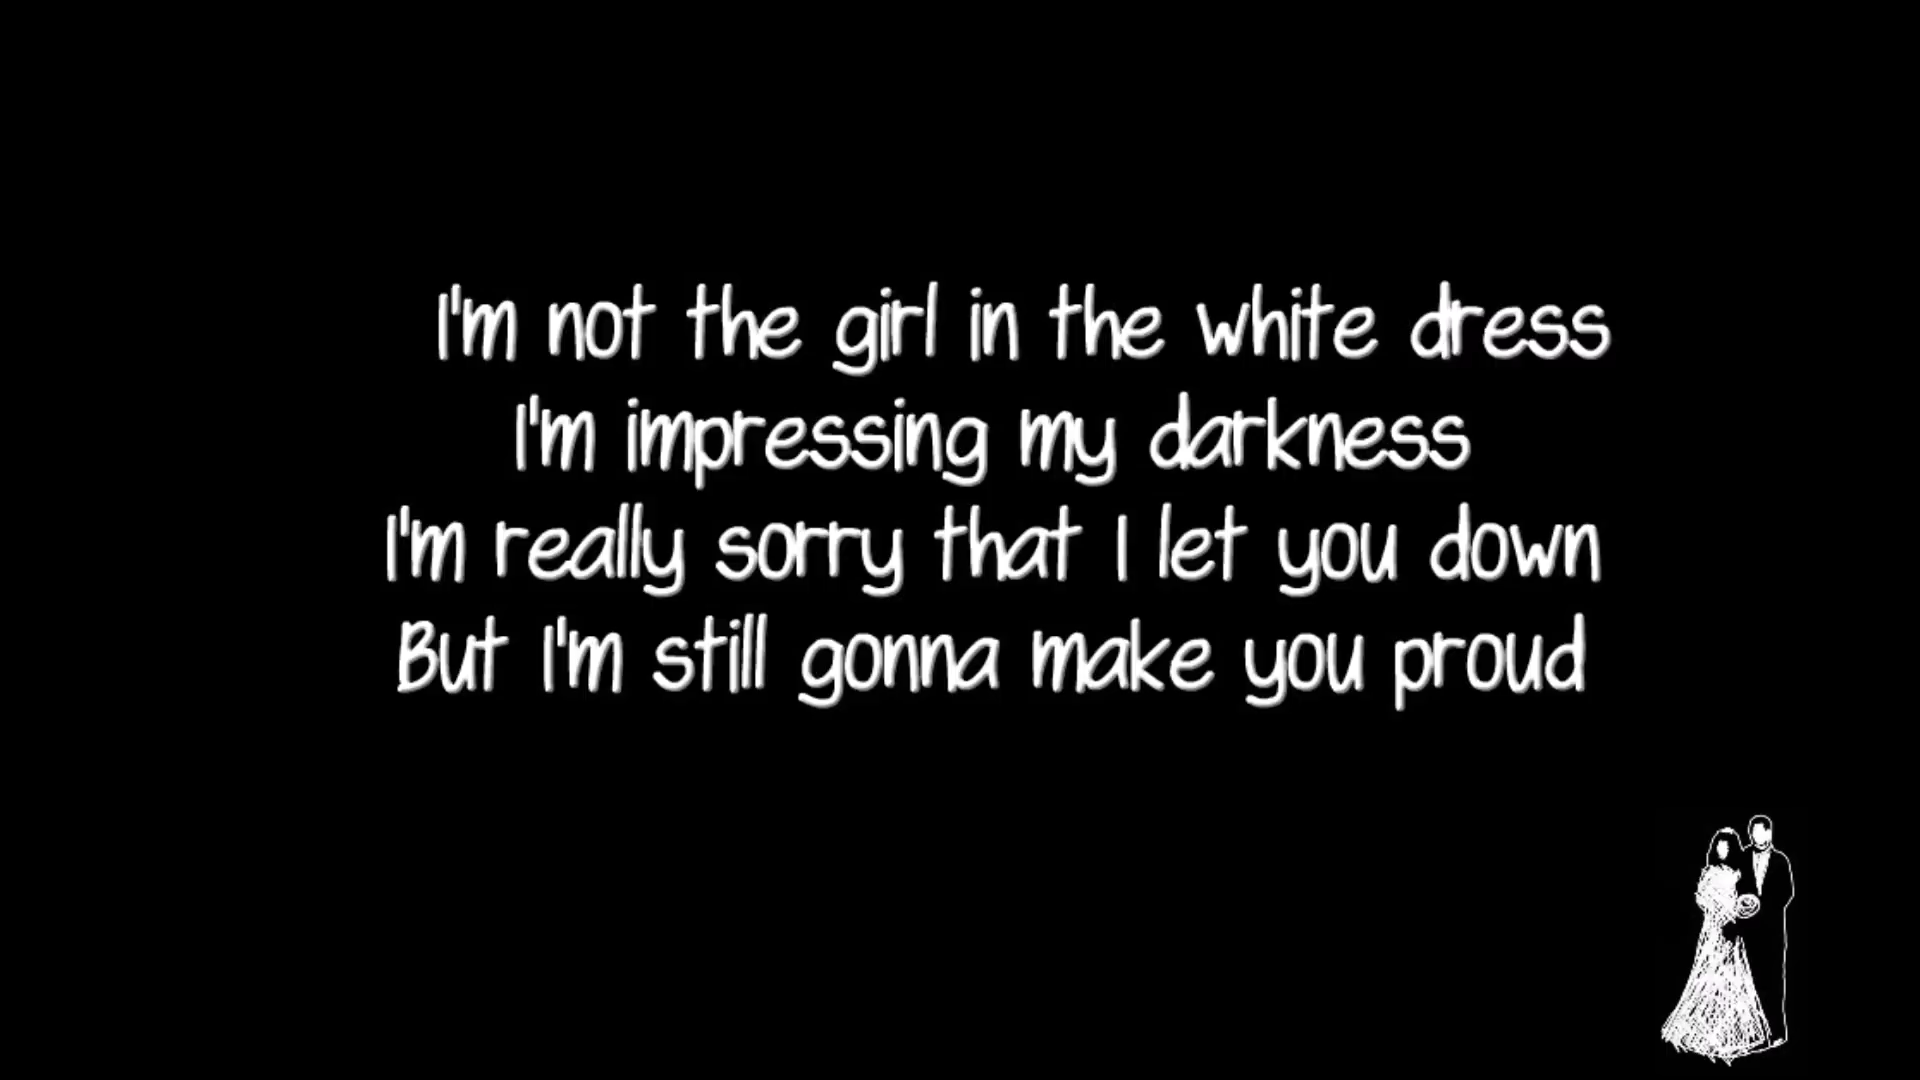 I'm not the girl in the white dress
I'm impressing my darkness
I'm really sorry that I let you down
But I'm still gonna make you proud